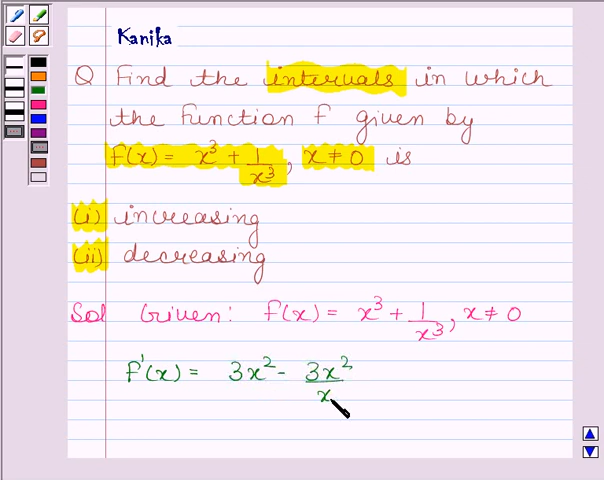 Kanika
Q Find the intervals in which
the function f given by
f(x) = x³ + 1/x³, x ≠ 0 is
(i) increasing
(ii) decreasing
Sol Given: f(x) = x³ + 1/x³, x ≠ 0
f'(x) = 3x² - 3x²/x